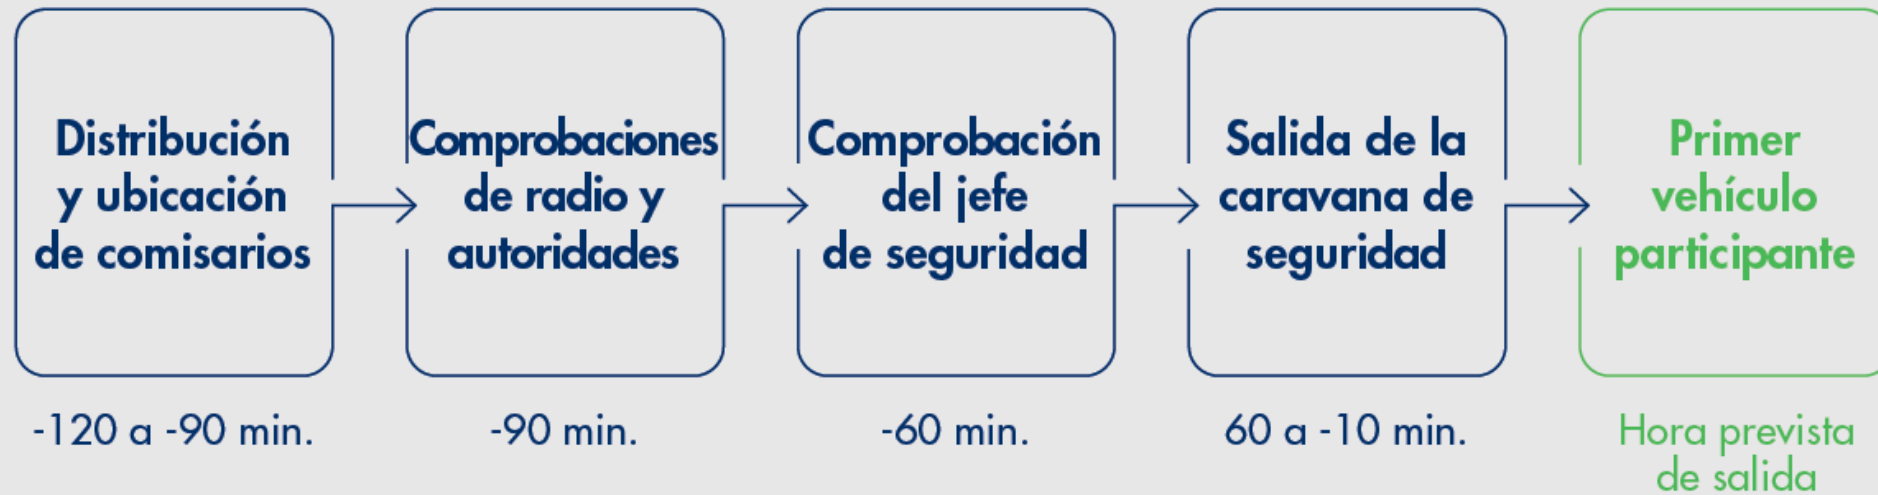 Distribución
y ubicación
de comisarios
-120 a -90 min.
Comprobaciones
de radio y
autoridades
-90 min.
Comprobación
del jefe
de seguridad
-60 min.
Salida de la
caravana de
seguridad
60 a -10 min.
Primer
vehículo
participante
Hora prevista
de salida